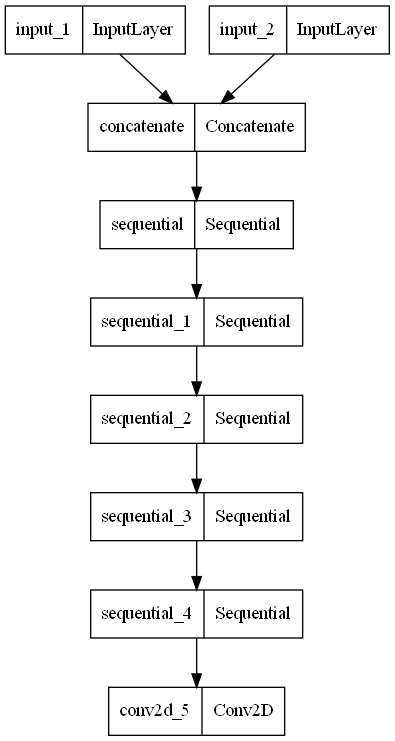 input_1 InputLayer input_2 InputLayer
concatenate Concatenate
sequential Sequential
sequential_1 Sequential
sequential_2 Sequential
sequential_3 Sequential
sequential_4 Sequential
conv2d_5 Conv2D